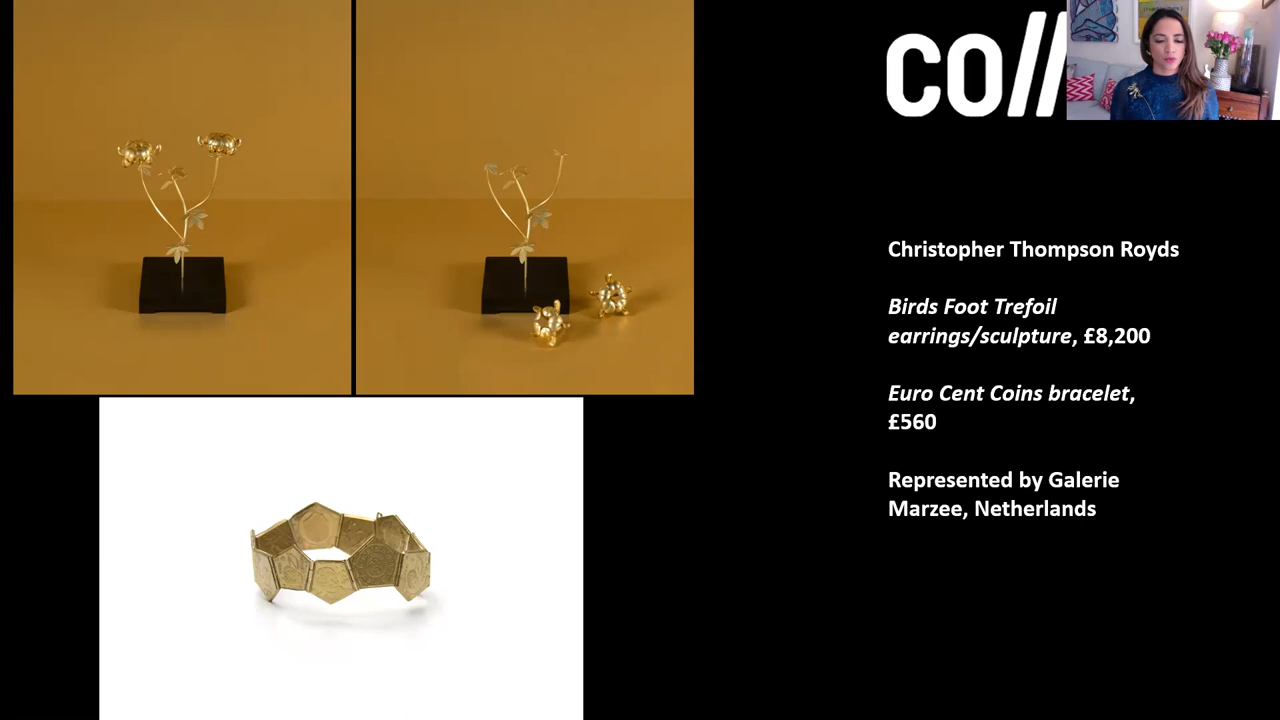 co//
Christopher Thompson Royds
Birds Foot Trefoil
earrings/sculpture, £8,200
Euro Cent Coins bracelet,
£560
Represented by Galerie
Marzee, Netherlands